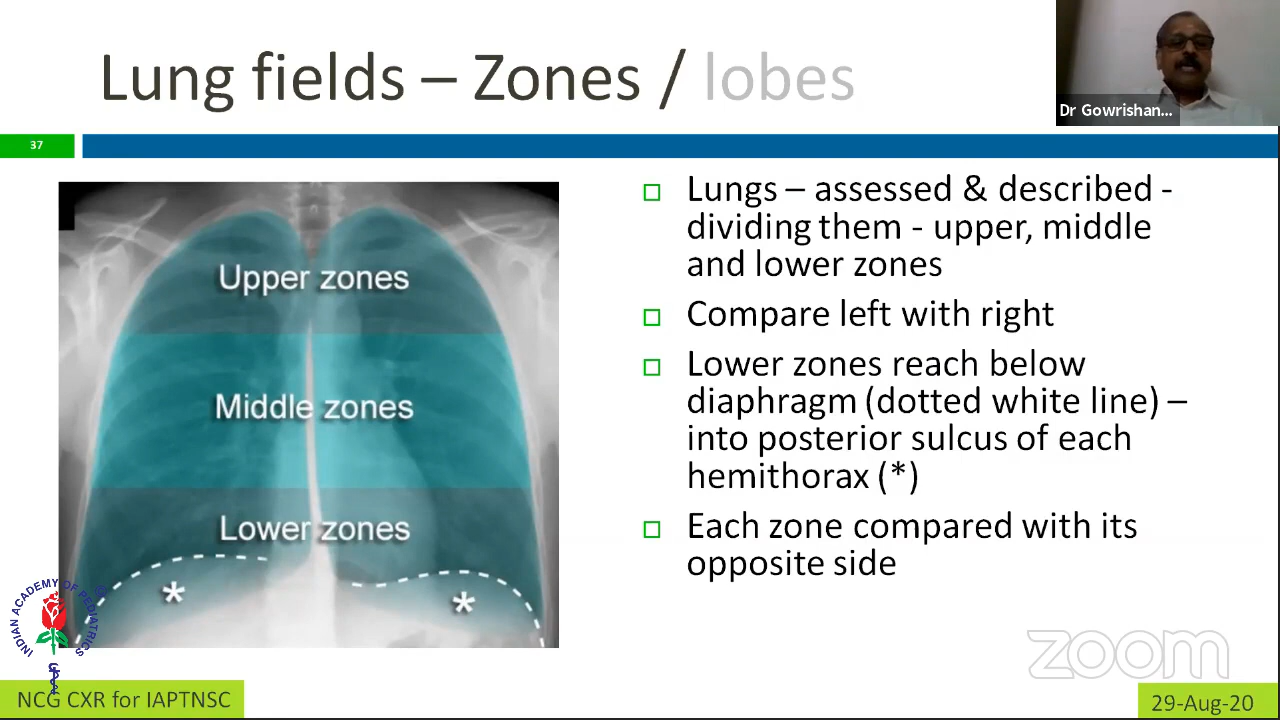 Lung fields – Zones / lobes
Dr Gowrishan...
37
Upper zones
Middle zones
Lower zones
*
*
Lungs – assessed & described -
dividing them - upper, middle
and lower zones
Compare left with right
Lower zones reach below
diaphragm (dotted white line) –
into posterior sulcus of each
hemithorax (*)
Each zone compared with its
opposite side
INDIAN ACADEMY OF PEDIATRICS
zoom
NCG CXR for IAPTNSC
29-Aug-20